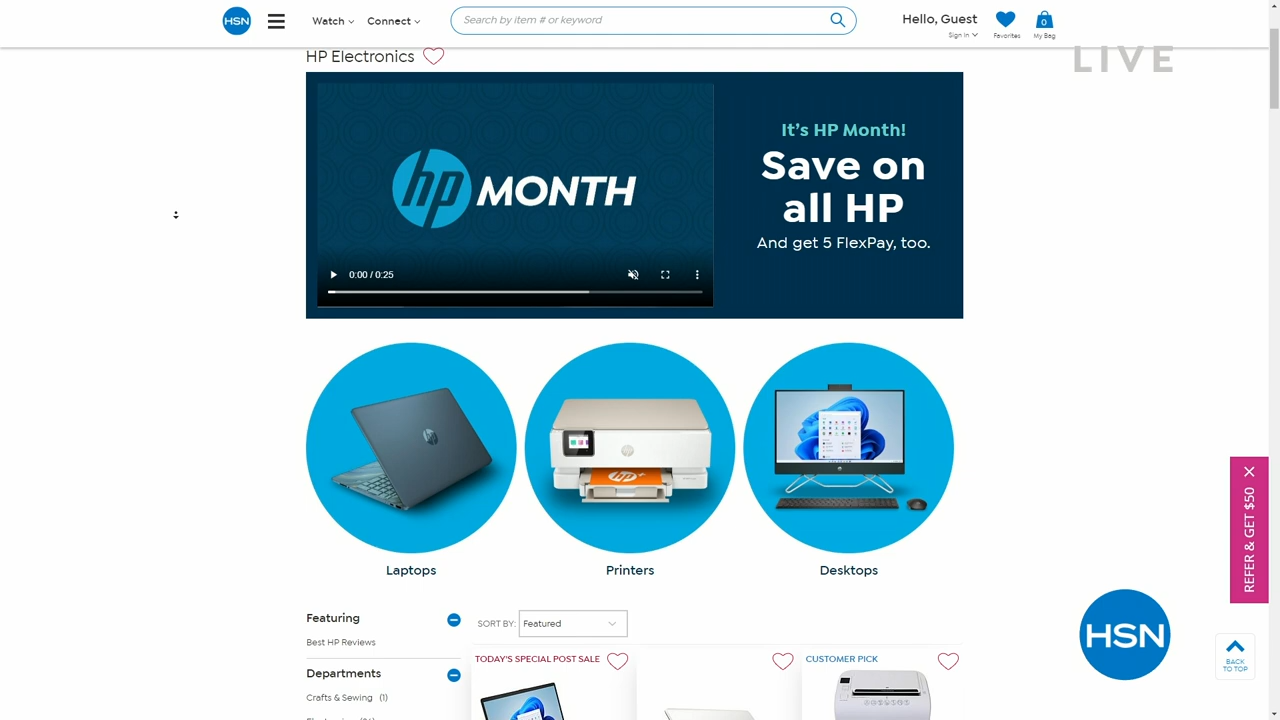 HSN
Watch
Connect
Search by item # or keyword
Hello, Guest
Sign In
Favorites
0
My Bag
LIVE
HP Electronics
hp MONTH
0:00 / 0:25
It's HP Month!
Save on
all HP
And get 5 FlexPay, too.
Laptops
Printers
Desktops
Featuring
Best HP Reviews
SORT BY:
Featured
Departments
Crafts & Sewing (1)
TODAY'S SPECIAL POST SALE
CUSTOMER PICK
REFER & GET $50
HSN
BACK
TO TOP